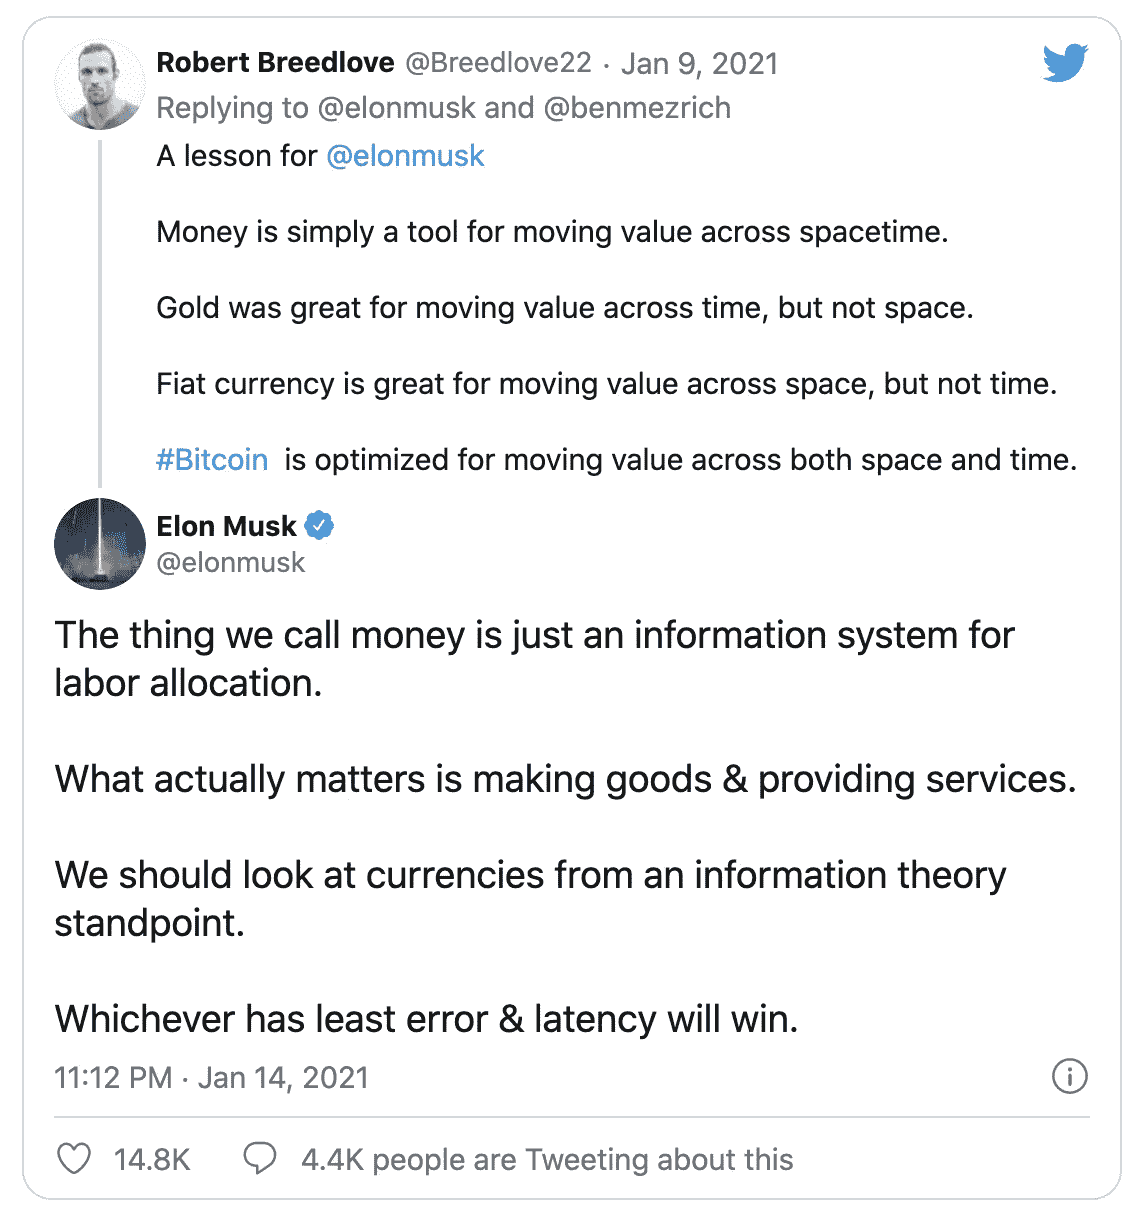 Robert Breedlove @Breedlove22 · Jan 9, 2021
Replying to @elonmusk and @benmezrich
A lesson for @elonmusk
Money is simply a tool for moving value across spacetime.
Gold was great for moving value across time, but not space.
Fiat currency is great for moving value across space, but not time.
#Bitcoin is optimized for moving value across both space and time.
Elon Musk
@elonmusk
The thing we call money is just an information system for
labor allocation.
What actually matters is making goods & providing services.
We should look at currencies from an information theory
standpoint.
Whichever has least error & latency will win.
11:12 PM · Jan 14, 2021
14.8K 4.4K people are Tweeting about this